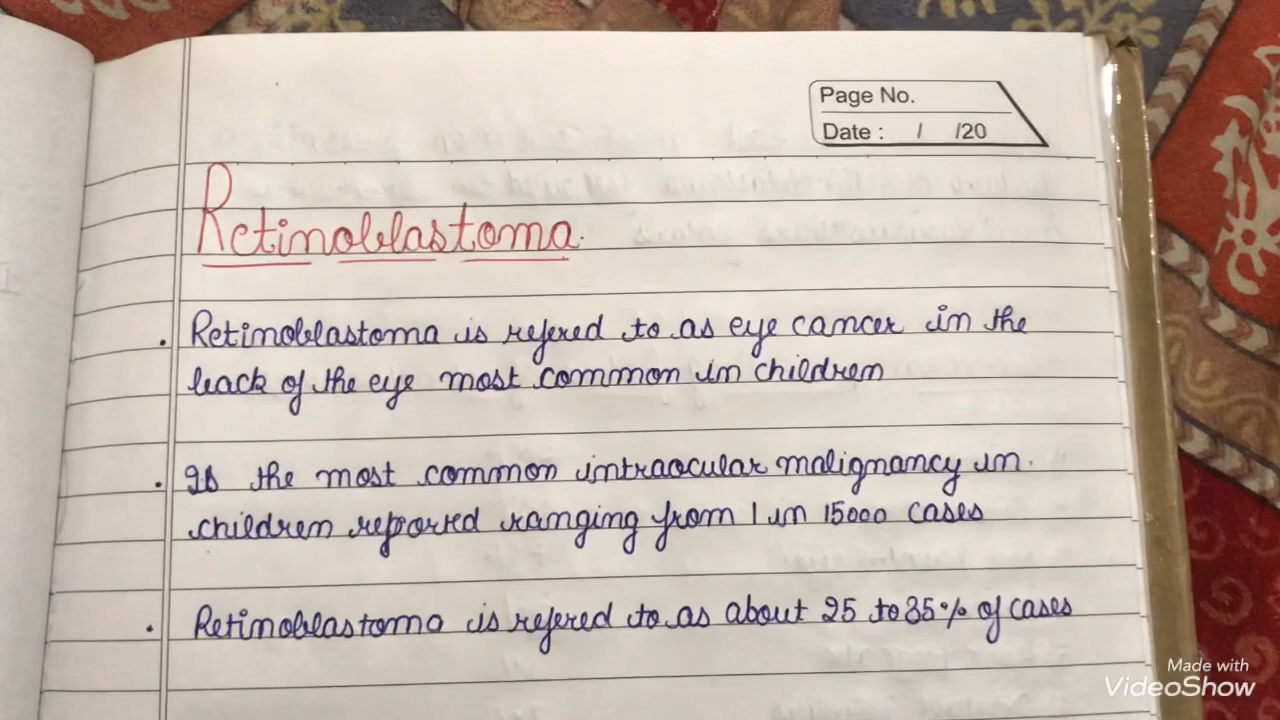 Page No.
Date : / /20
Retinoblastoma.
. Retinoblastoma is refered to as eye cancer in the
back of the eye most common in children
. Is the most common intraocular malignancy in.
children reported ranging from 1 in 15000 cases
. Retinoblastoma is refered to as about 25 to 35% of cases
Made with
VideoShow